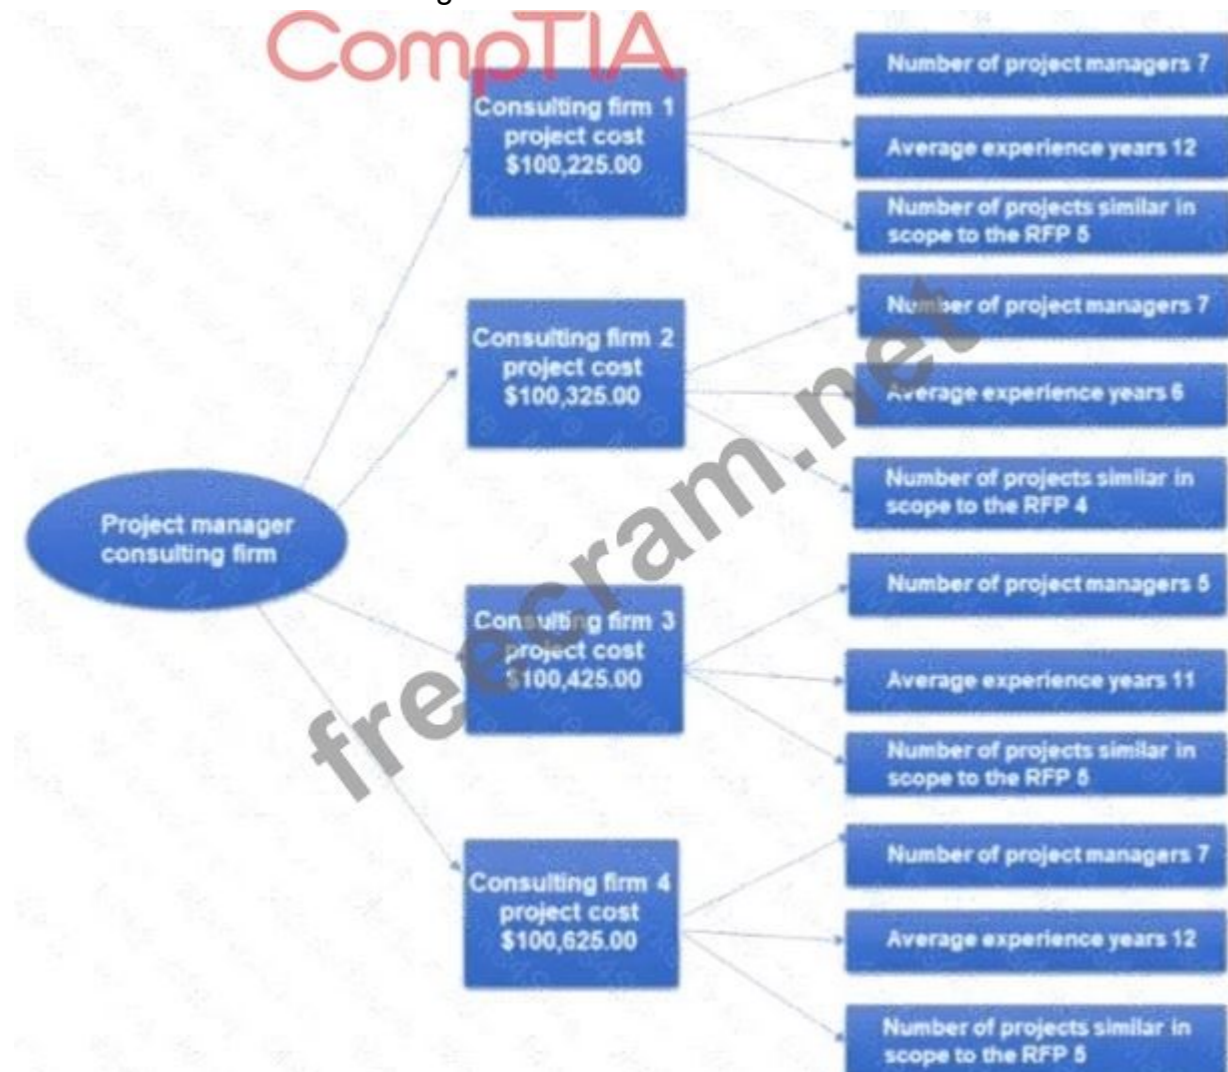 CompTIA
Consulting firm 1
project cost
$100,225.00
Number of project managers 7
Average experience years 12
Number of projects similar in
scope to the RFP 5
Consulting firm 2
project cost
$100,325.00
Number of project managers 7
Average experience years 6
Number of projects similar in
scope to the RFP 4
Project manager
consulting firm
Consulting firm 3
project cost
$100,425.00
Number of project managers 5
Average experience years 11
Number of projects similar in
scope to the RFP 5
Consulting firm 4
project cost
$100,625.00
Number of project managers 7
Average experience years 12
Number of projects similar in
scope to the RFP 5
freecram.net